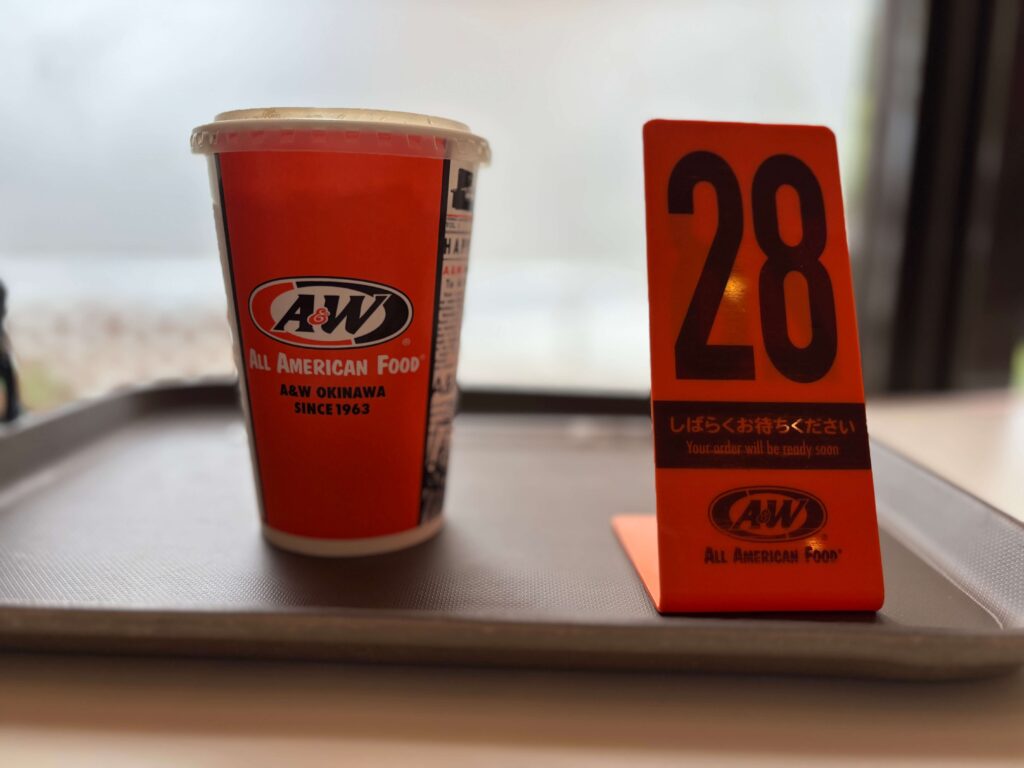 A&W
ALL AMERICAN FOOD®
A&W OKINAWA
SINCE 1963
28
しばらくお待ちください
Your order will be ready soon
A&W
ALL AMERICAN FOOD®